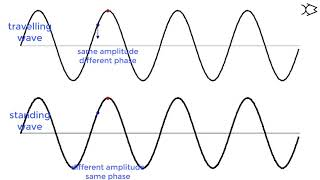 travelling
wave
same amplitude
different phase
standing
wave
different amplitude
same phase